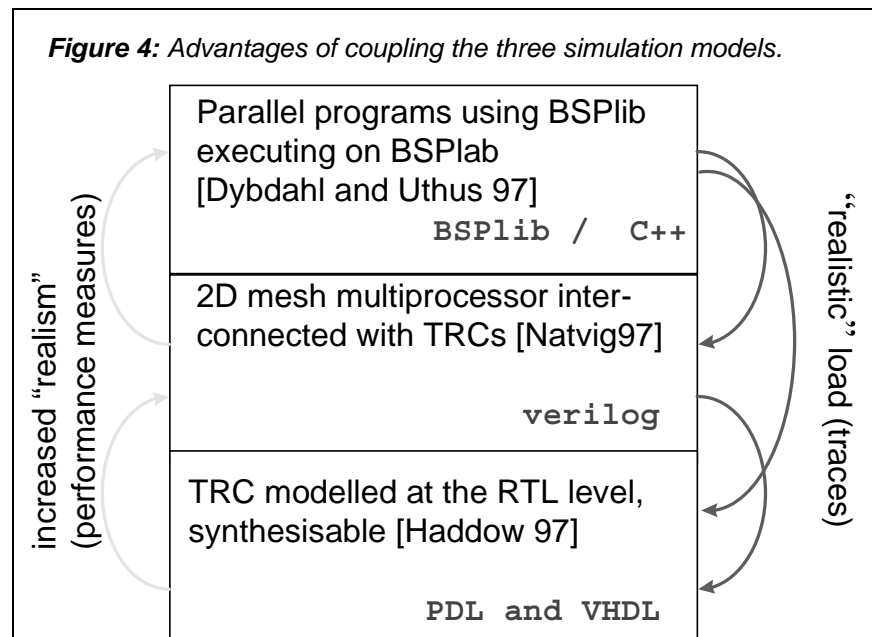 Figure 4: Advantages of coupling the three simulation models.
Parallel programs using BSPlib
executing on BSPlab
[Dybdahl and Uthus 97]
BSPlib / C++
2D mesh multiprocessor inter-
connected with TRCs [Natvig97]
verilog
TRC modelled at the RTL level,
synthesisable [Haddow 97]
PDL and VHDL
increased “realism”
(performance measures)
“realistic” load (traces)